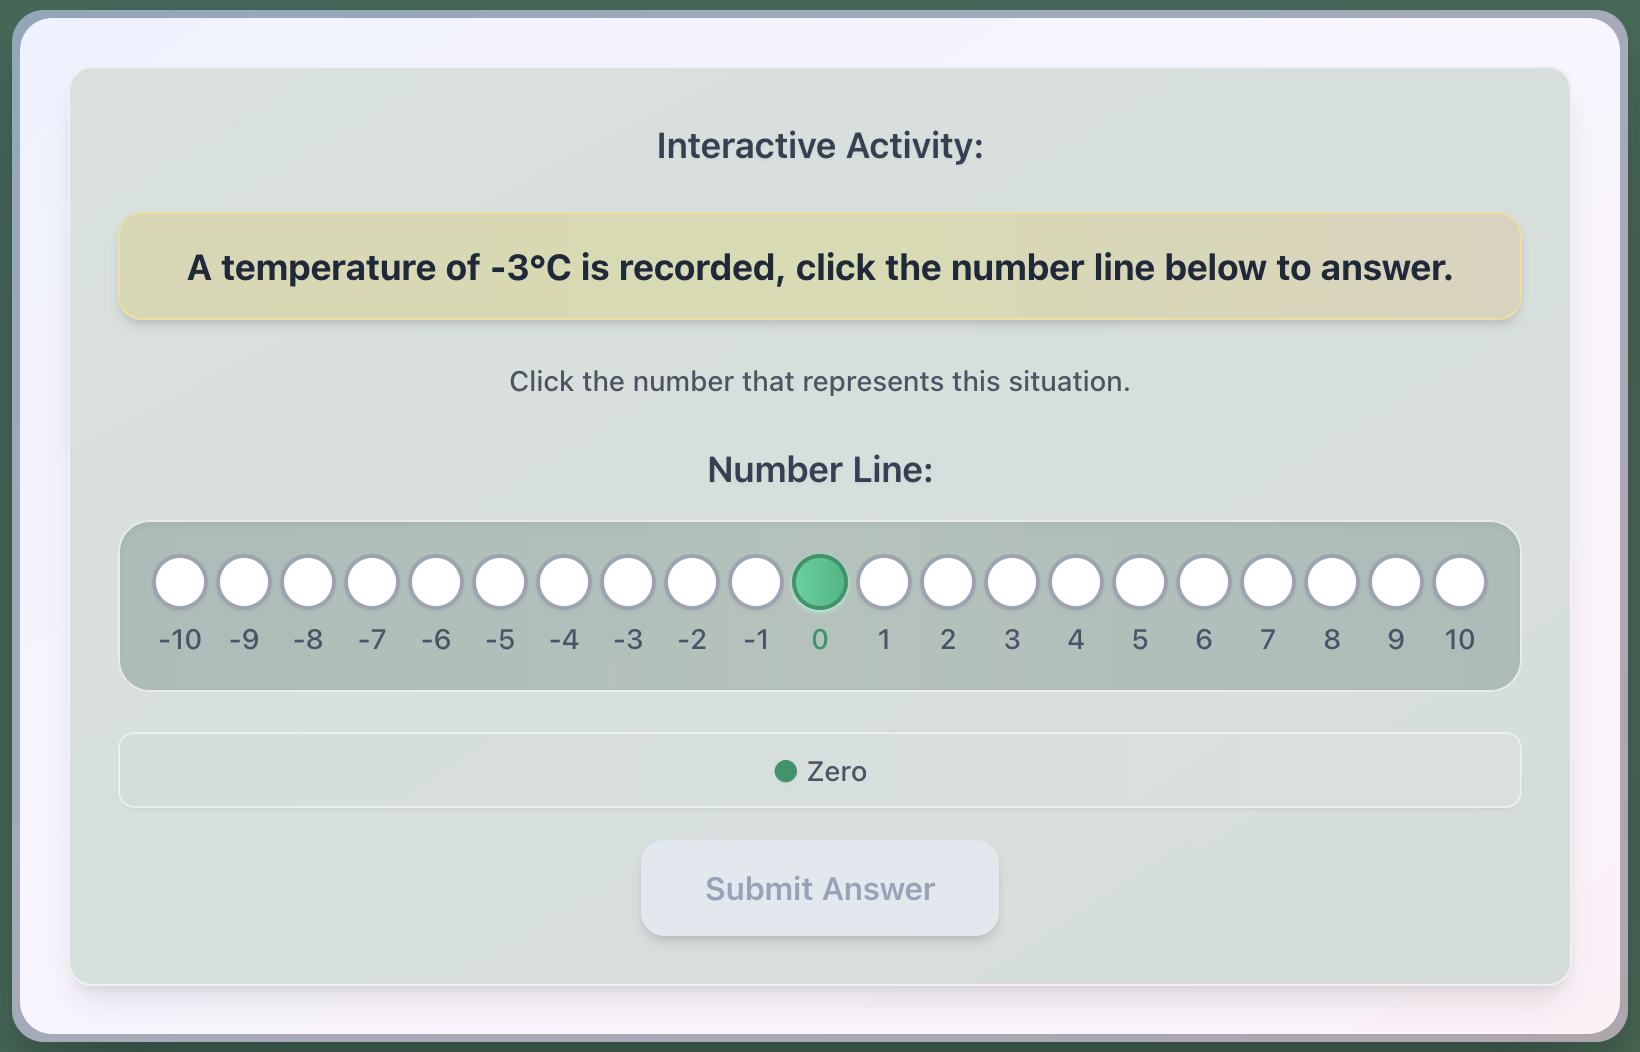 Interactive Activity:
A temperature of -3°C is recorded, click the number line below to answer.
Click the number that represents this situation.
Number Line:
-10 -9 -8 -7 -6 -5 -4 -3 -2 -1 0 1 2 3 4 5 6 7 8 9 10
Zero
Submit Answer